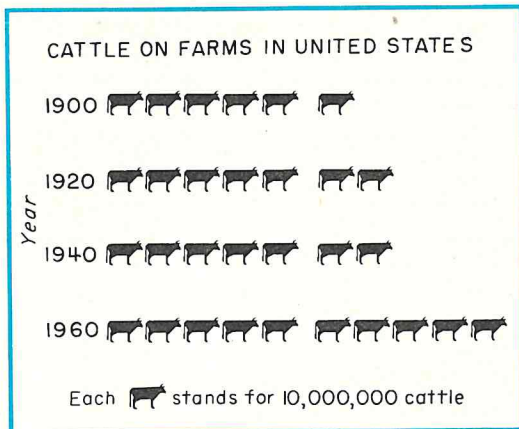 CATTLE ON FARMS IN UNITED STATES
Year
1900
1920
1940
1960
Each stands for 10,000,000 cattle